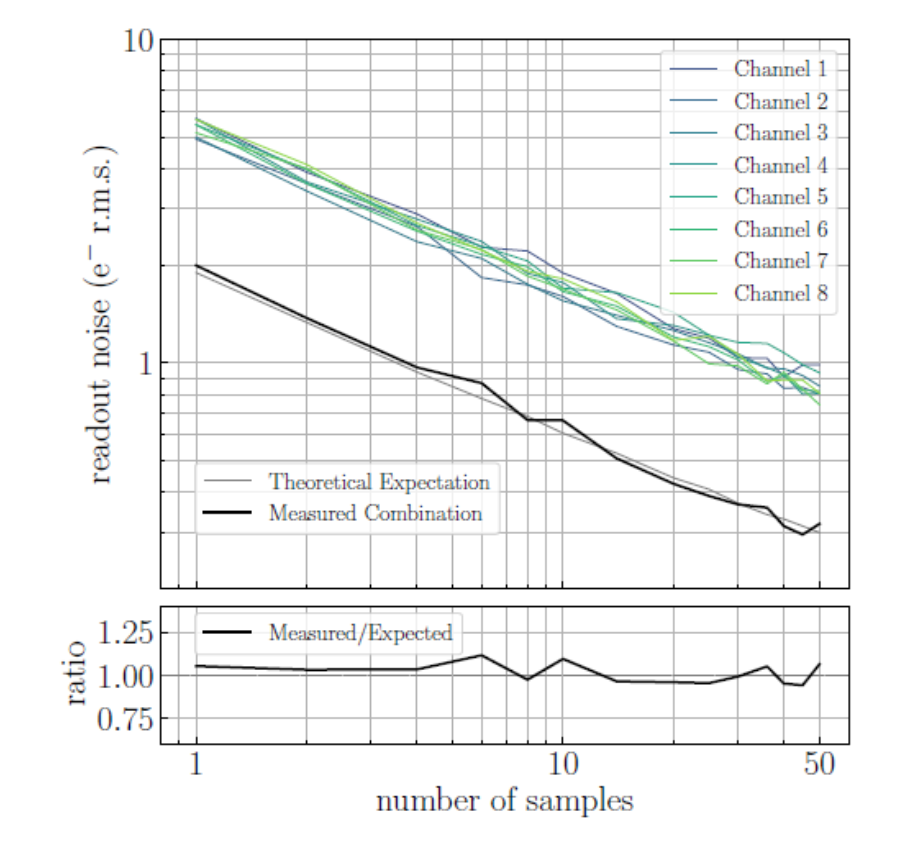 10
1
readout noise (e⁻ r.m.s.)
Channel 1
Channel 2
Channel 3
Channel 4
Channel 5
Channel 6
Channel 7
Channel 8
Theoretical Expectation
Measured Combination
1.25
1.00
0.75
ratio
Measured/Expected
1 10 50
number of samples